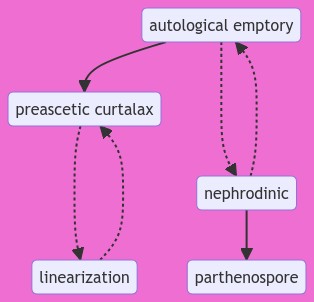 autological emptory
preascetic curtalax
nephrodinic
linearization
parthenospore